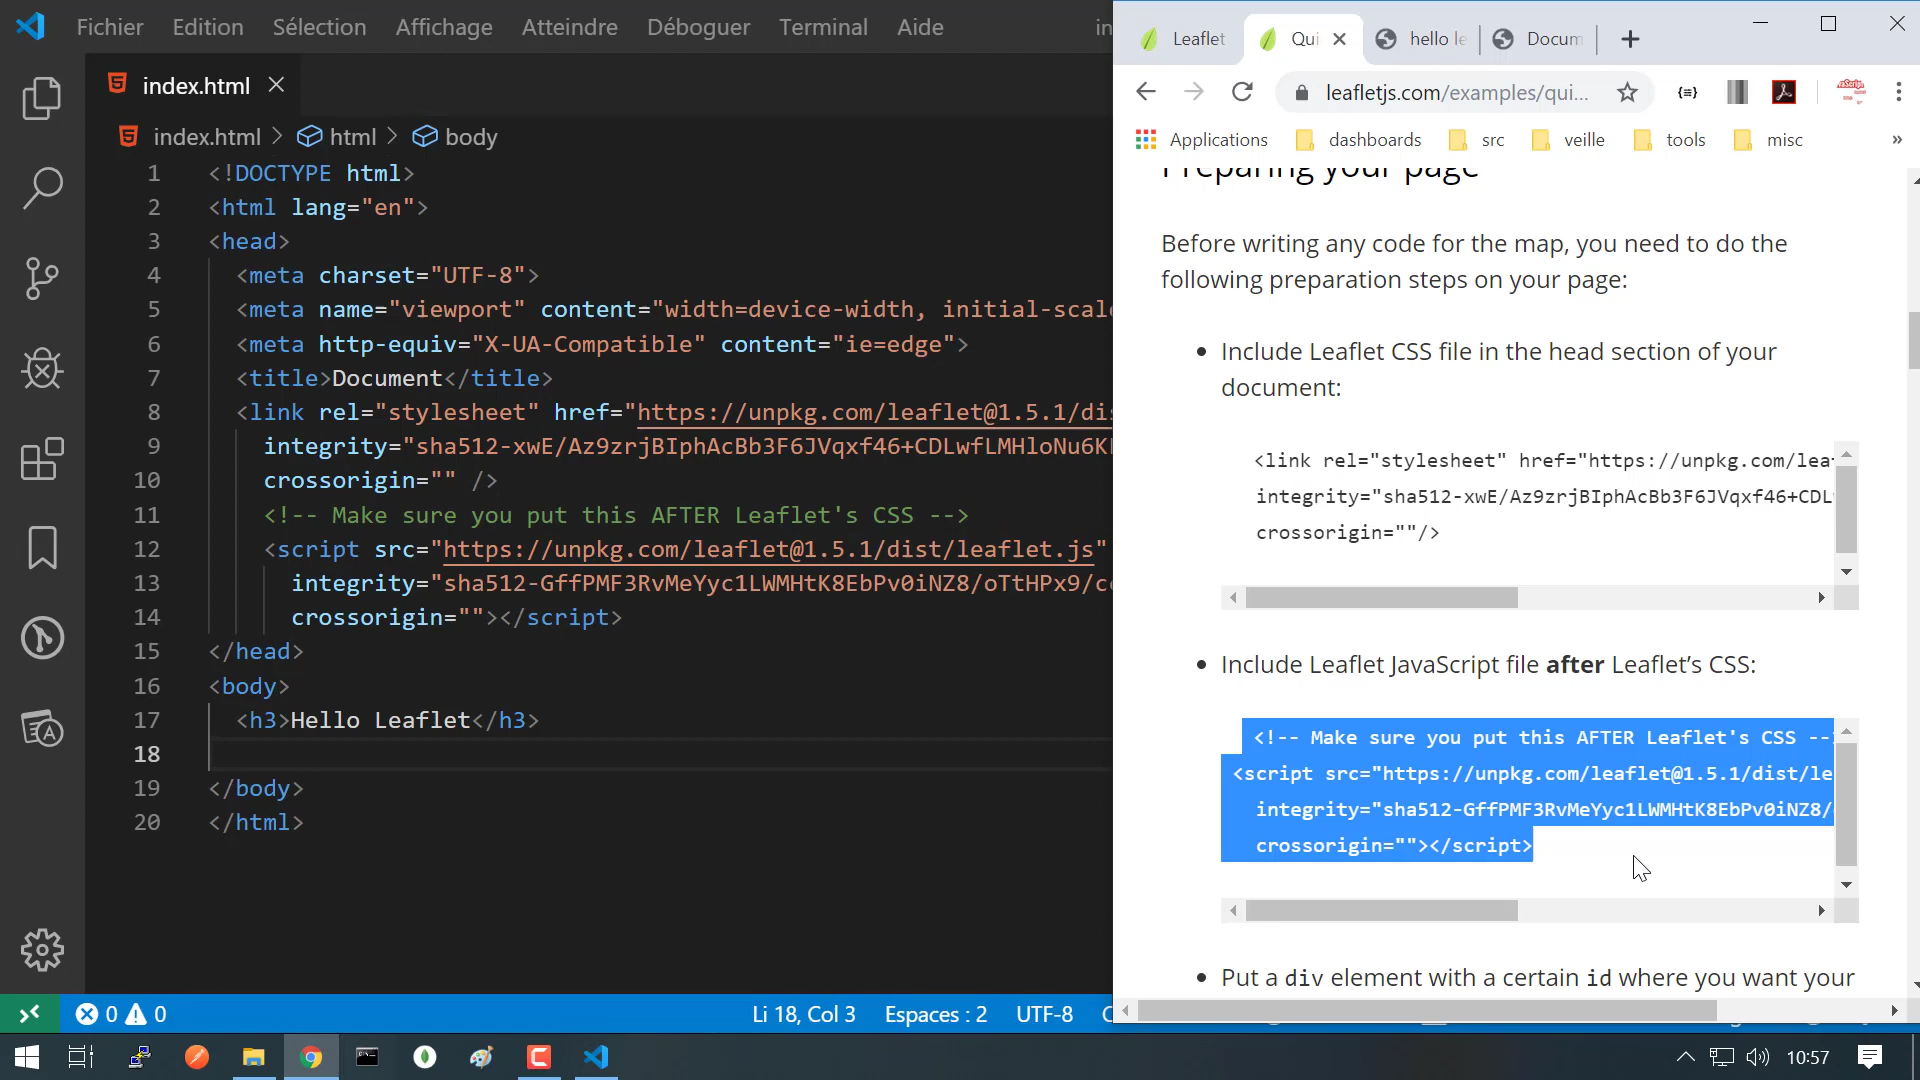 Fichier Edition Sélection Affichage Atteindre Déboguer Terminal Aide in
index.html
index.html > html > body
1 <!DOCTYPE html>
2 <html lang="en">
3 <head>
4 <meta charset="UTF-8">
5 <meta name="viewport" content="width=device-width, initial-scale
6 <meta http-equiv="X-UA-Compatible" content="ie=edge">
7 <title>Document</title>
8 <link rel="stylesheet" href="https://unpkg.com/leaflet@1.5.1/dis
9 integrity="sha512-xwE/Az9zrjBIphAcBb3F6JVqxf46+CDLwfLMHloNu6K
10 crossorigin="" />
11 <!-- Make sure you put this AFTER Leaflet's CSS -->
12 <script src="https://unpkg.com/leaflet@1.5.1/dist/leaflet.js"
13 integrity="sha512-GffPMF3RvMeYyc1LWMHtK8EbPv0iNZ8/oTtHPx9/c
14 crossorigin=""></script>
15 </head>
16 <body>
17 <h3>Hello Leaflet</h3>
18
19 </body>
20 </html>
0 0 Li 18, Col 3 Espaces : 2 UTF-8 C
Leaflet Qui hello le Docum
leafletjs.com/examples/qui...
Applications dashboards src veille tools misc »
Preparing your page
Before writing any code for the map, you need to do the
following preparation steps on your page:
• Include Leaflet CSS file in the head section of your
document:
<link rel="stylesheet" href="https://unpkg.com/lea
integrity="sha512-xwE/Az9zrjBIphAcBb3F6JVqxf46+CDL
crossorigin=""/>
• Include Leaflet JavaScript file after Leaflet’s CSS:
<!-- Make sure you put this AFTER Leaflet's CSS --
<script src="https://unpkg.com/leaflet@1.5.1/dist/le
integrity="sha512-GffPMF3RvMeYyc1LWMHtK8EbPv0iNZ8/
crossorigin=""></script>
• Put a div element with a certain id where you want your
10:57